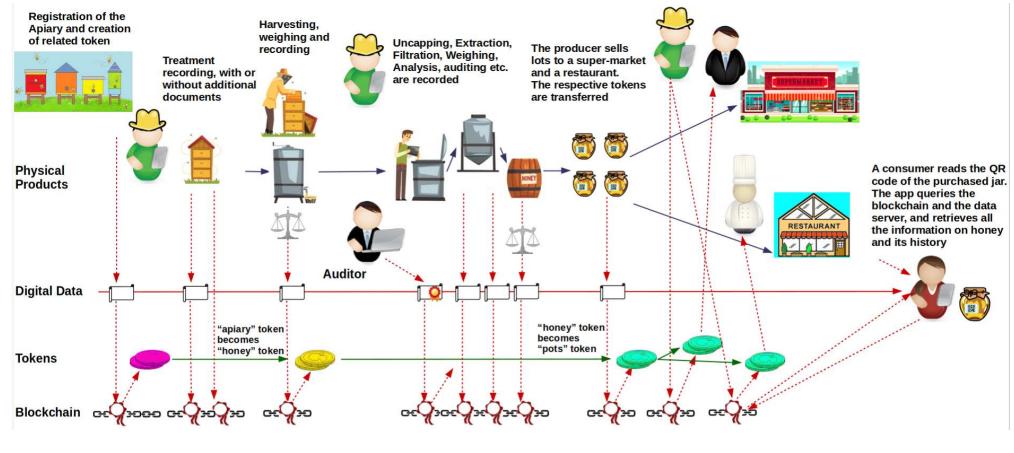 Registration of the
Apiary and creation
of related token
Treatment
recording, with or
without additional
documents
Harvesting,
weighing and
recording
Uncapping, Extraction,
Filtration, Weighing,
Analysis, auditing etc.
are recorded
The producer sells
lots to a super-market
and a restaurant.
The respective tokens
are transferred
SUPERMARKET
Physical
Products
HONEY
RESTAURANT
A consumer reads the QR
code of the purchased jar.
The app queries the
blockchain and the data
server, and retrieves all
the information on honey
and its history
Auditor
Digital Data
“apiary” token
becomes
“honey” token
“honey” token
becomes
“pots” token
Tokens
Blockchain